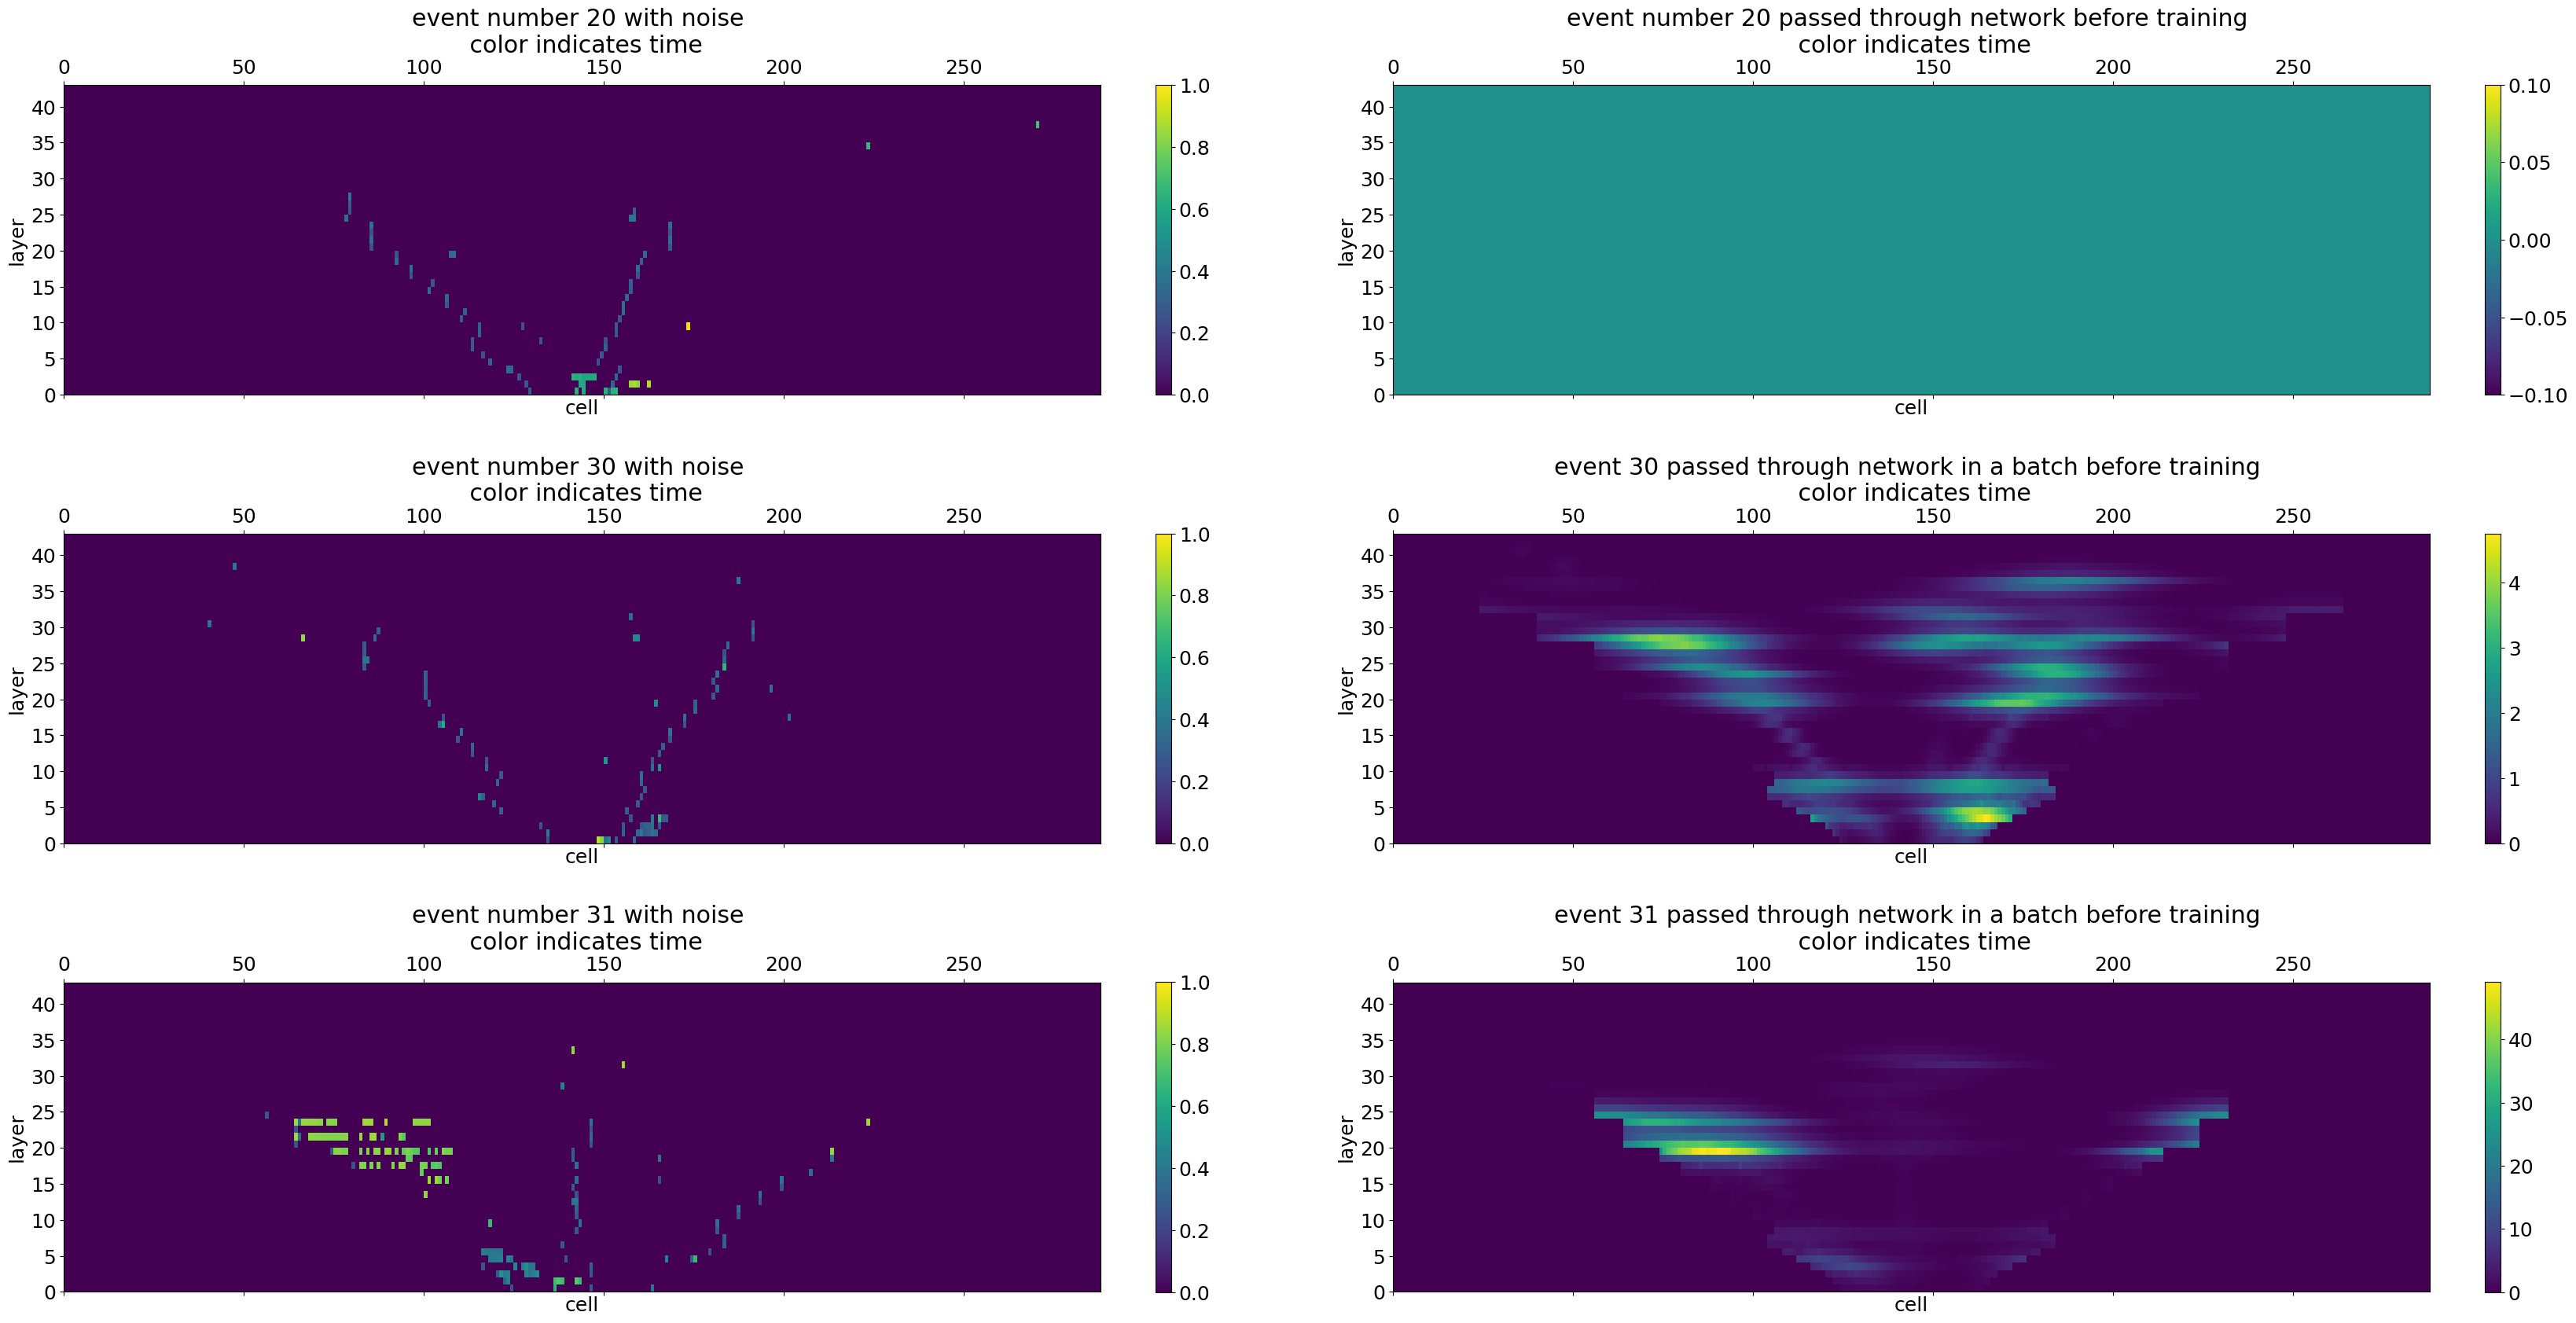 event number 20 with noise
color indicates time
0 50 100 150 200 250
40
35
30
25
20
15
10
5
0
layer
cell
1.0
0.8
0.6
0.4
0.2
0.0
event number 20 passed through network before training
color indicates time
0 50 100 150 200 250
40
35
30
25
20
15
10
5
0
layer
cell
0.10
0.05
0.00
−0.05
−0.10
event number 30 with noise
color indicates time
0 50 100 150 200 250
40
35
30
25
20
15
10
5
0
layer
cell
1.0
0.8
0.6
0.4
0.2
0.0
event 30 passed through network in a batch before training
color indicates time
0 50 100 150 200 250
40
35
30
25
20
15
10
5
0
layer
cell
4
3
2
1
0
event number 31 with noise
color indicates time
0 50 100 150 200 250
40
35
30
25
20
15
10
5
0
layer
cell
1.0
0.8
0.6
0.4
0.2
0.0
event 31 passed through network in a batch before training
color indicates time
0 50 100 150 200 250
40
35
30
25
20
15
10
5
0
layer
cell
40
30
20
10
0